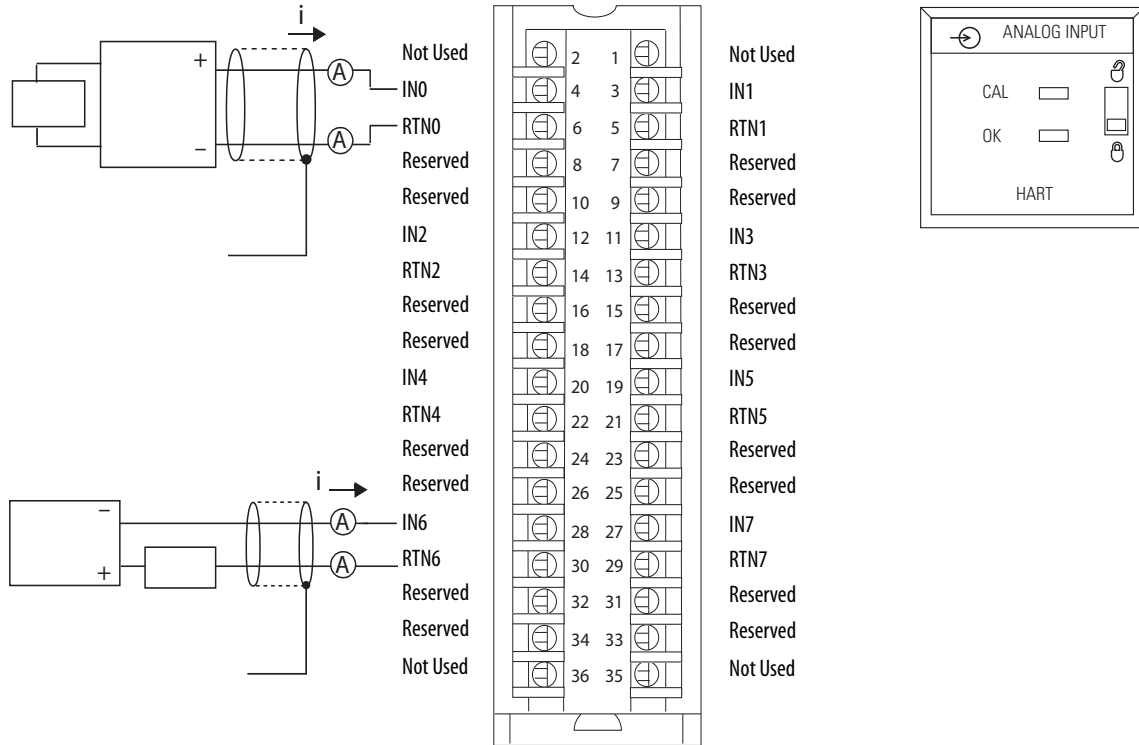 i
+
A
−
A
Not Used 2 1 Not Used
IN0 4 3 IN1
RTN0 6 5 RTN1
Reserved 8 7 Reserved
Reserved 10 9 Reserved
IN2 12 11 IN3
RTN2 14 13 RTN3
Reserved 16 15 Reserved
Reserved 18 17 Reserved
IN4 20 19 IN5
RTN4 22 21 RTN5
Reserved 24 23 Reserved
Reserved 26 25 Reserved
IN6 28 27 IN7
RTN6 30 29 RTN7
Reserved 32 31 Reserved
Reserved 34 33 Reserved
Not Used 36 35 Not Used
i
−
A
+
A
ANALOG INPUT
CAL
OK
HART